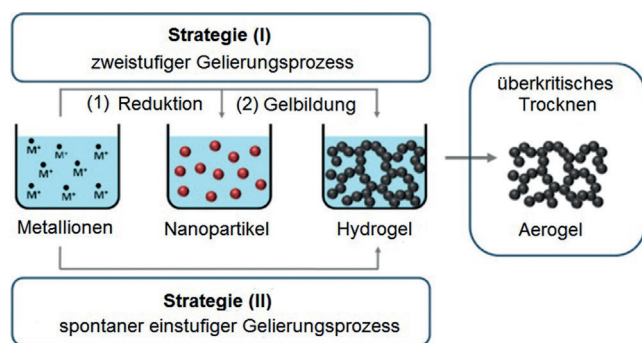 Strategie (I)
zweistufiger Gelierungsprozess
(1) Reduktion (2) Gelbildung
überkritisches
Trocknen
M⁺ M⁺ M⁺
M⁺ M⁺
M⁺ M⁺ M⁺
Metallionen Nanopartikel Hydrogel Aerogel
Strategie (II)
spontaner einstufiger Gelierungsprozess